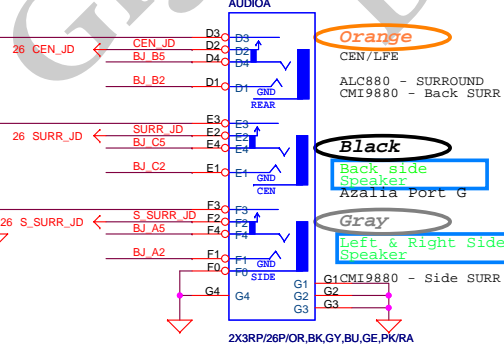 AUDIOA
D3 D3
Orange
26 CEN_JD CEN_JD D2 D2
BJ_B5 D4 D4
CEN/LFE
BJ_B2 D1 D1
GND
REAR
ALC880 - SURROUND
CMI9880 - Back SURR
E3 E3
26 SURR_JD SURR_JD E2 E2
BJ_C5 E4 E4
Black
BJ_C2 E1 E1
GND
CEN
Back side
Speaker
Azalia Port G
F3 F3
26 S_SURR_JD S_SURR_JD F2 F2
BJ_A5 F4 F4
Gray
BJ_A2 F1 F1
GND
F0 F0
SIDE
Left & Right Side
Speaker
CMI9880 - Side SURR
G4 G4
G1 G1
G2 G2
G3 G3
2X3RP/26P/OR,BK,GY,BU,GE,PK/RA